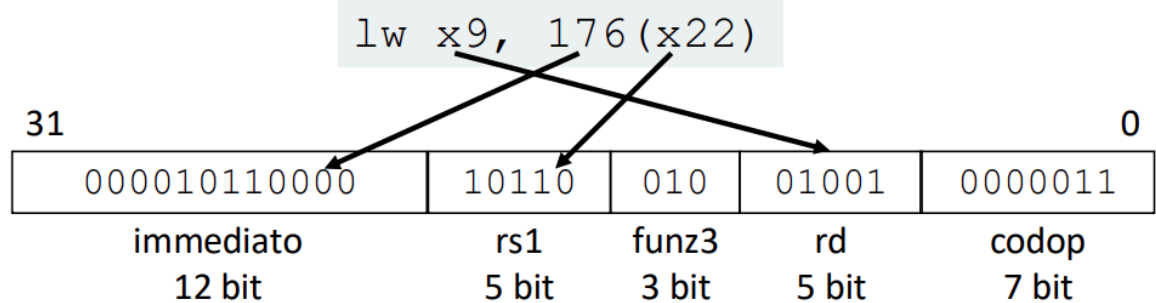 lw x9, 176(x22)
31 0
000010110000 10110 010 01001 0000011
immediato rs1 funz3 rd codop
12 bit 5 bit 3 bit 5 bit 7 bit